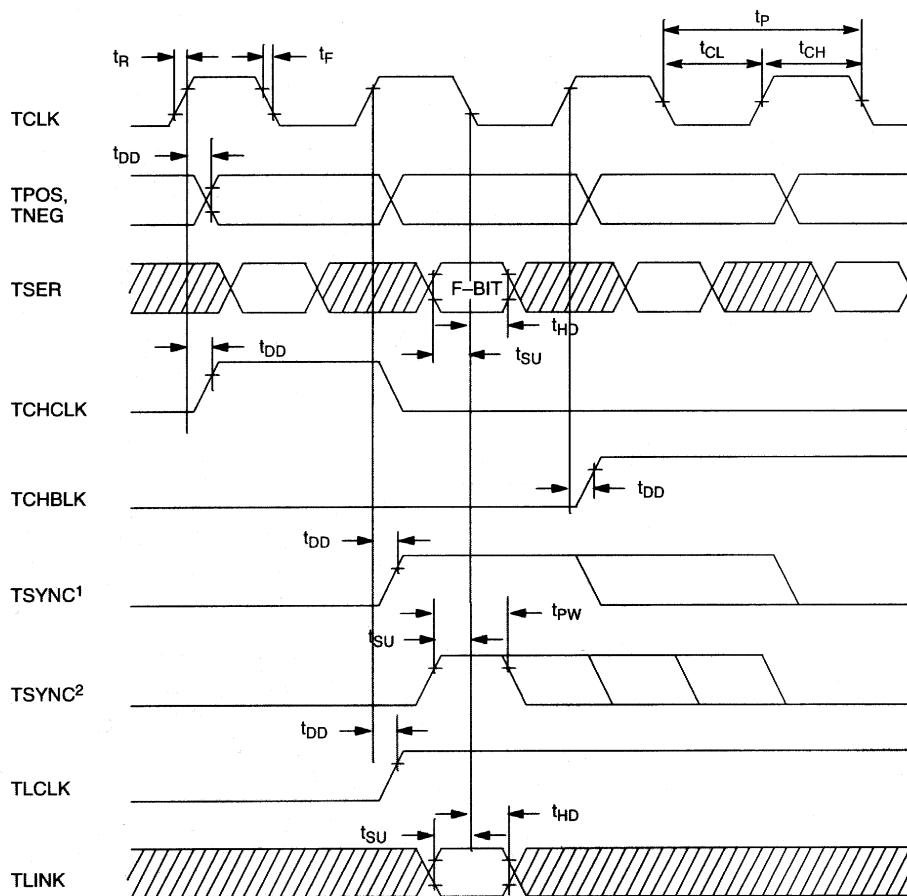 tP
tR
tF
tCL
tCH
TCLK
tDD
TPOS,
TNEG
TSER
F–BIT
tHD
tSU
tDD
TCHCLK
TCHBLK
tDD
tDD
TSYNC1
tPW
tSU
TSYNC2
tDD
TLCLK
tHD
tSU
TLINK